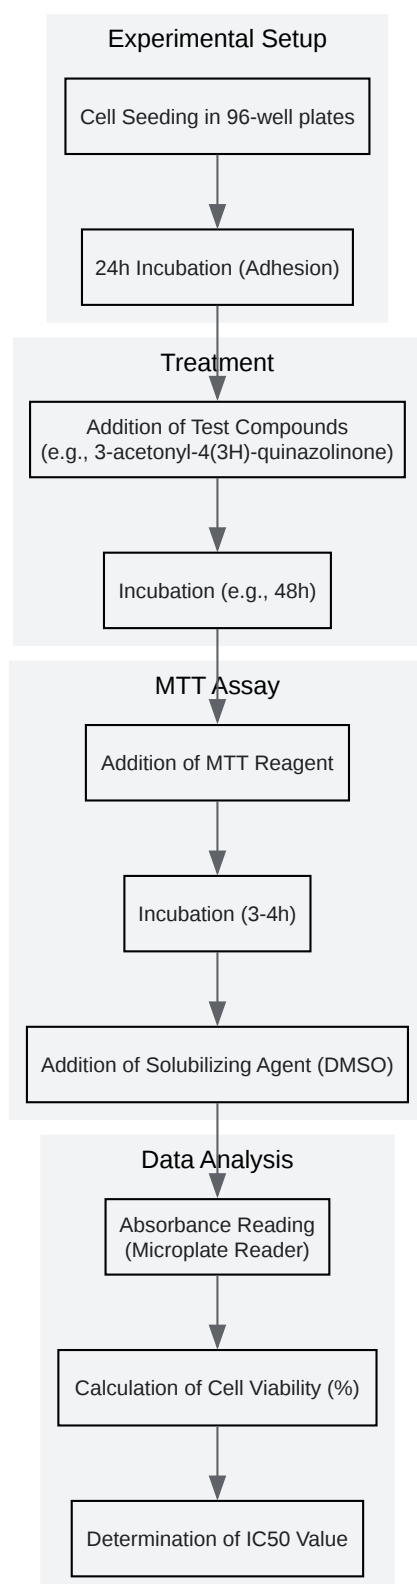 Experimental Setup
Cell Seeding in 96-well plates
24h Incubation (Adhesion)
Treatment
Addition of Test Compounds
(e.g., 3-acetonyl-4(3H)-quinazolinone)
Incubation (e.g., 48h)
MTT Assay
Addition of MTT Reagent
Incubation (3-4h)
Addition of Solubilizing Agent (DMSO)
Data Analysis
Absorbance Reading
(Microplate Reader)
Calculation of Cell Viability (%)
Determination of IC50 Value